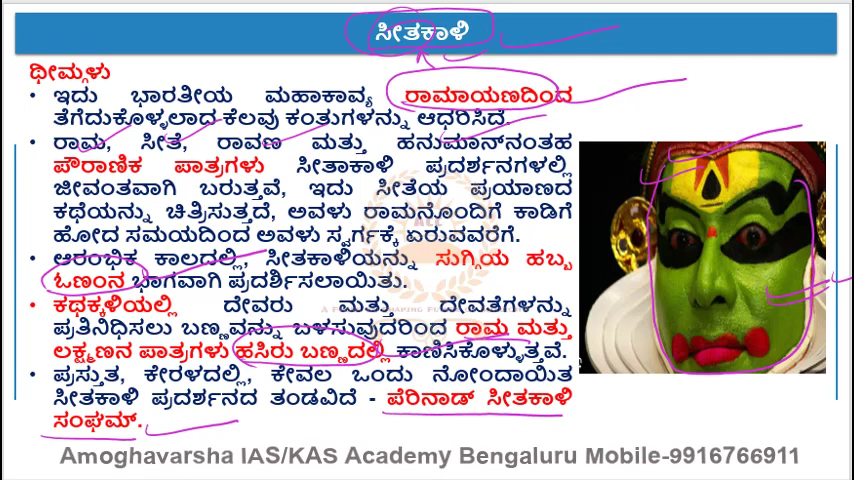 ಸೀತಕಾಳಿ
ಥೀಮ್ಗಳು
• ಇದು ಭಾರತೀಯ ಮಹಾಕಾವ್ಯ ರಾಮಾಯಣದಿಂದ
ತೆಗೆದುಕೊಳ್ಳಲಾದ ಕೆಲವು ಕಂತುಗಳನ್ನು ಆಧರಿಸಿದೆ.
• ರಾಮ, ಸೀತೆ, ರಾವಣ ಮತ್ತು ಹನುಮಾನ್‌ನಂತಹ
ಪೌರಾಣಿಕ ಪಾತ್ರಗಳು ಸೀತಾಕಾಳಿ ಪ್ರದರ್ಶನಗಳಲ್ಲಿ
ಜೀವಂತವಾಗಿ ಬರುತ್ತವೆ, ಇದು ಸೀತೆಯ ಪ್ರಯಾಣದ
ಕಥೆಯನ್ನು ಚಿತ್ರಿಸುತ್ತದೆ, ಅವಳು ರಾಮನೊಂದಿಗೆ ಕಾಡಿಗೆ
ಹೋದ ಸಮಯದಿಂದ ಅವಳು ಸ್ವರ್ಗಕ್ಕೆ ಏರುವವರೆಗೆ.
• ಆರಂಭಿಕ ಕಾಲದಲ್ಲಿ, ಸೀತಕಾಳಿಯನ್ನು ಸುಗ್ಗಿಯ ಹಬ್ಬ
ಓಣಂನ ಭಾಗವಾಗಿ ಪ್ರದರ್ಶಿಸಲಾಯಿತು.
• ಕಥಕ್ಕಳಿಯಲ್ಲಿ ದೇವರು ಮತ್ತು ದೇವತೆಗಳನ್ನು
ಪ್ರತಿನಿಧಿಸಲು ಬಣ್ಣವನ್ನು ಬಳಸುವುದರಿಂದ ರಾಮ ಮತ್ತು
ಲಕ್ಷ್ಮಣನ ಪಾತ್ರಗಳು ಹಸಿರು ಬಣ್ಣದಲ್ಲಿ ಕಾಣಿಸಿಕೊಳ್ಳುತ್ತವೆ.
• ಪ್ರಸ್ತುತ, ಕೇರಳದಲ್ಲಿ, ಕೇವಲ ಒಂದು ನೋಂದಾಯಿತ
ಸೀತಕಾಳಿ ಪ್ರದರ್ಶನದ ತಂಡವಿದೆ - ಪೆರಿನಾಡ್ ಸೀತಕಾಳಿ
ಸಂಘಮ್.
Amoghavarsha IAS/KAS Academy Bengaluru Mobile-9916766911